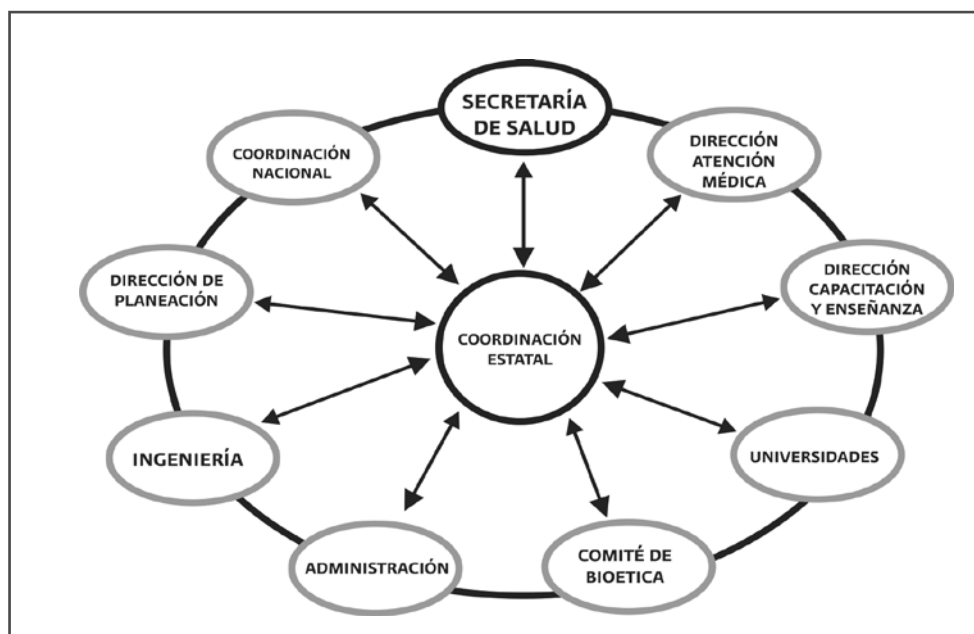 SECRETARÍA
DE SALUD
COORDINACIÓN
NACIONAL
DIRECCIÓN
ATENCIÓN
MÉDICA
DIRECCIÓN DE
PLANEACIÓN
DIRECCIÓN
CAPACITACIÓN
Y ENSEÑANZA
COORDINACIÓN
ESTATAL
INGENIERÍA
UNIVERSIDADES
ADMINISTRACIÓN
COMITÉ DE
BIOETICA